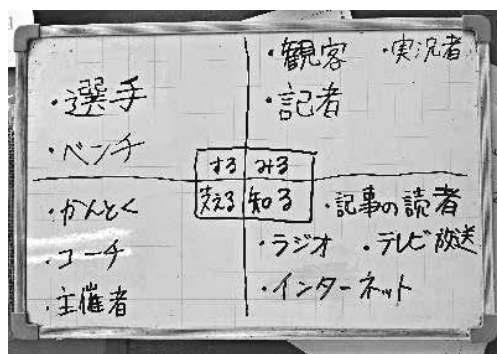 ・選手
・ベンチ
・観客 ・実況者
・記者
する みる
支える 知る
・かんとく
・コーチ
・主催者
・記事の読者
・ラジオ ・テレビ放送
・インターネット